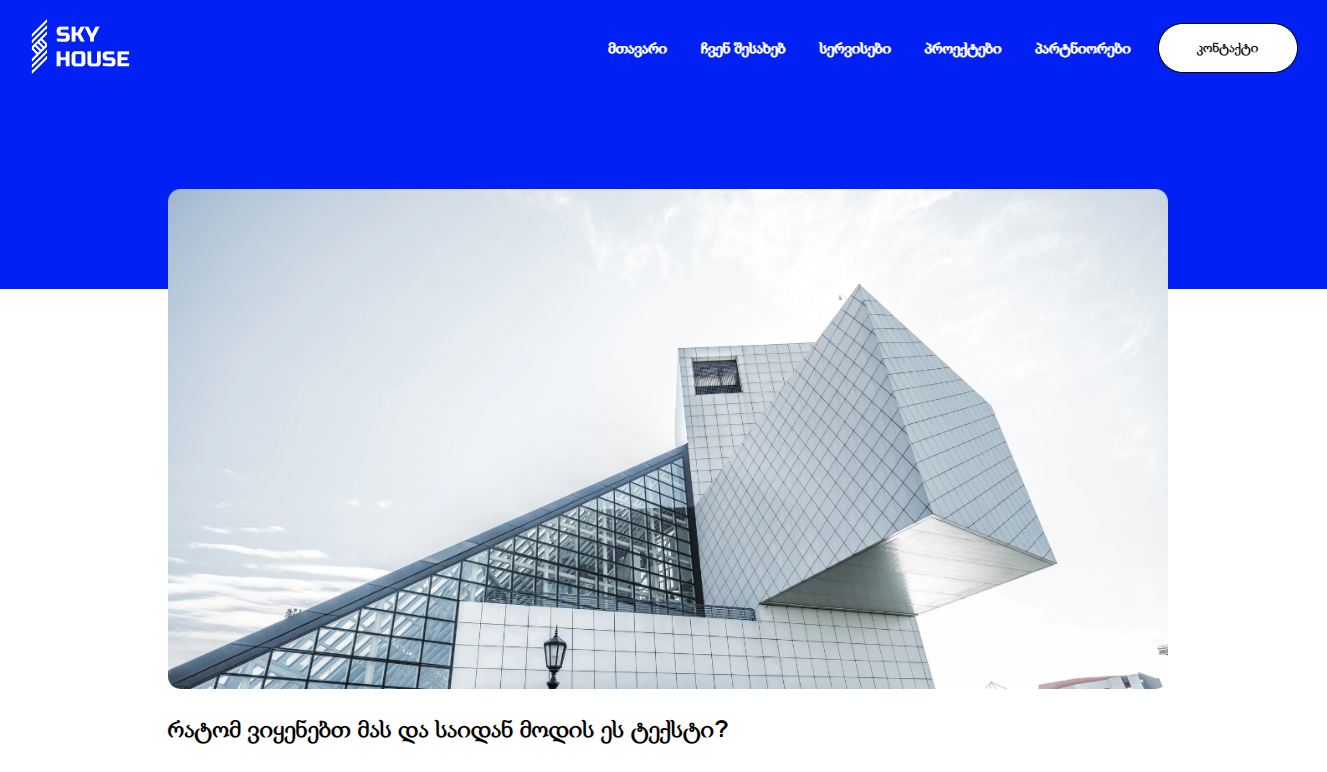 SKY
HOUSE
მთავარი
ჩვენ შესახებ
სერვისები
პროექტები
პარტნიორები
კონტაქტი
რატომ ვიყენებთ მას და საიდან მოდის ეს ტექსტი?